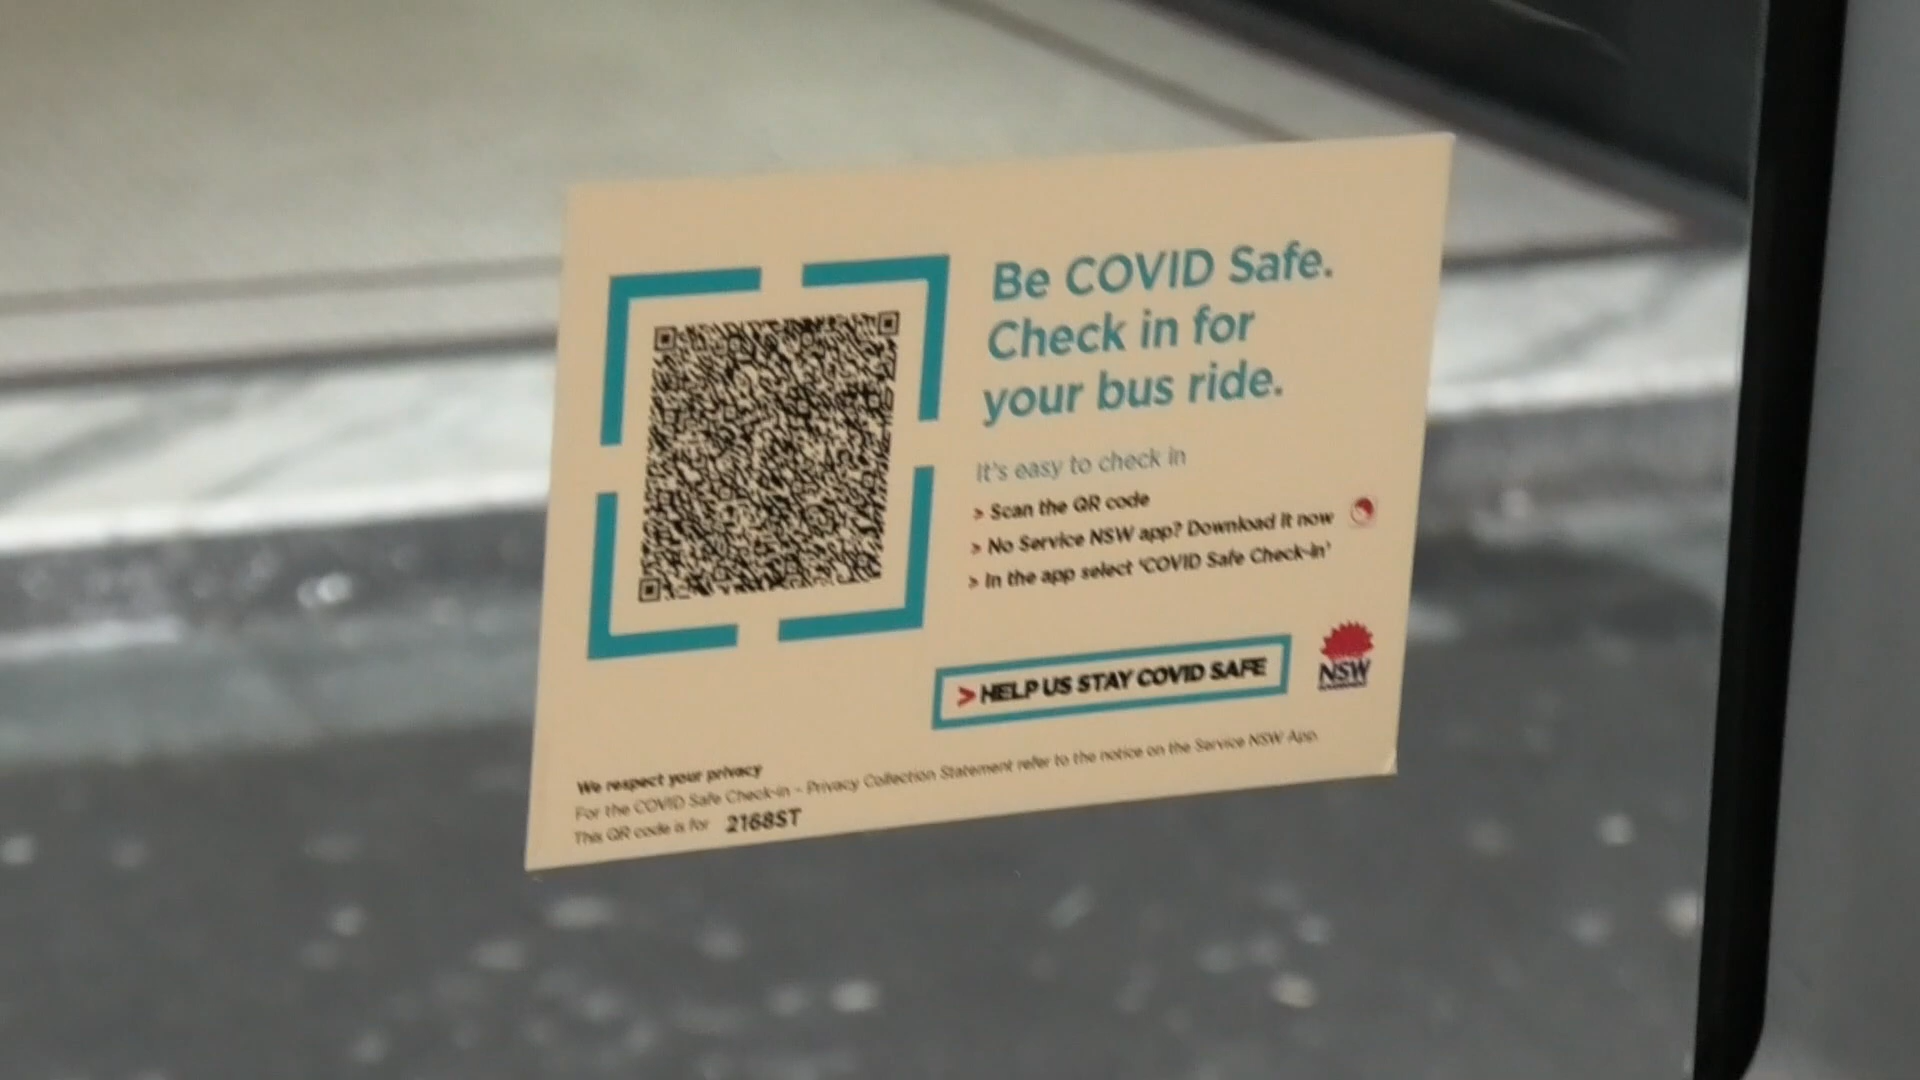 Be COVID Safe.
Check in for
your bus ride.
It's easy to check in
> Scan the QR code
> No Service NSW app? Download it now
> In the app select 'COVID Safe Check-in'
> HELP US STAY COVID SAFE
NSW
We respect your privacy
For the COVID Safe Check-in - Privacy Collection Statement refer to the notice on the Service NSW App.
This QR code is for 2168ST